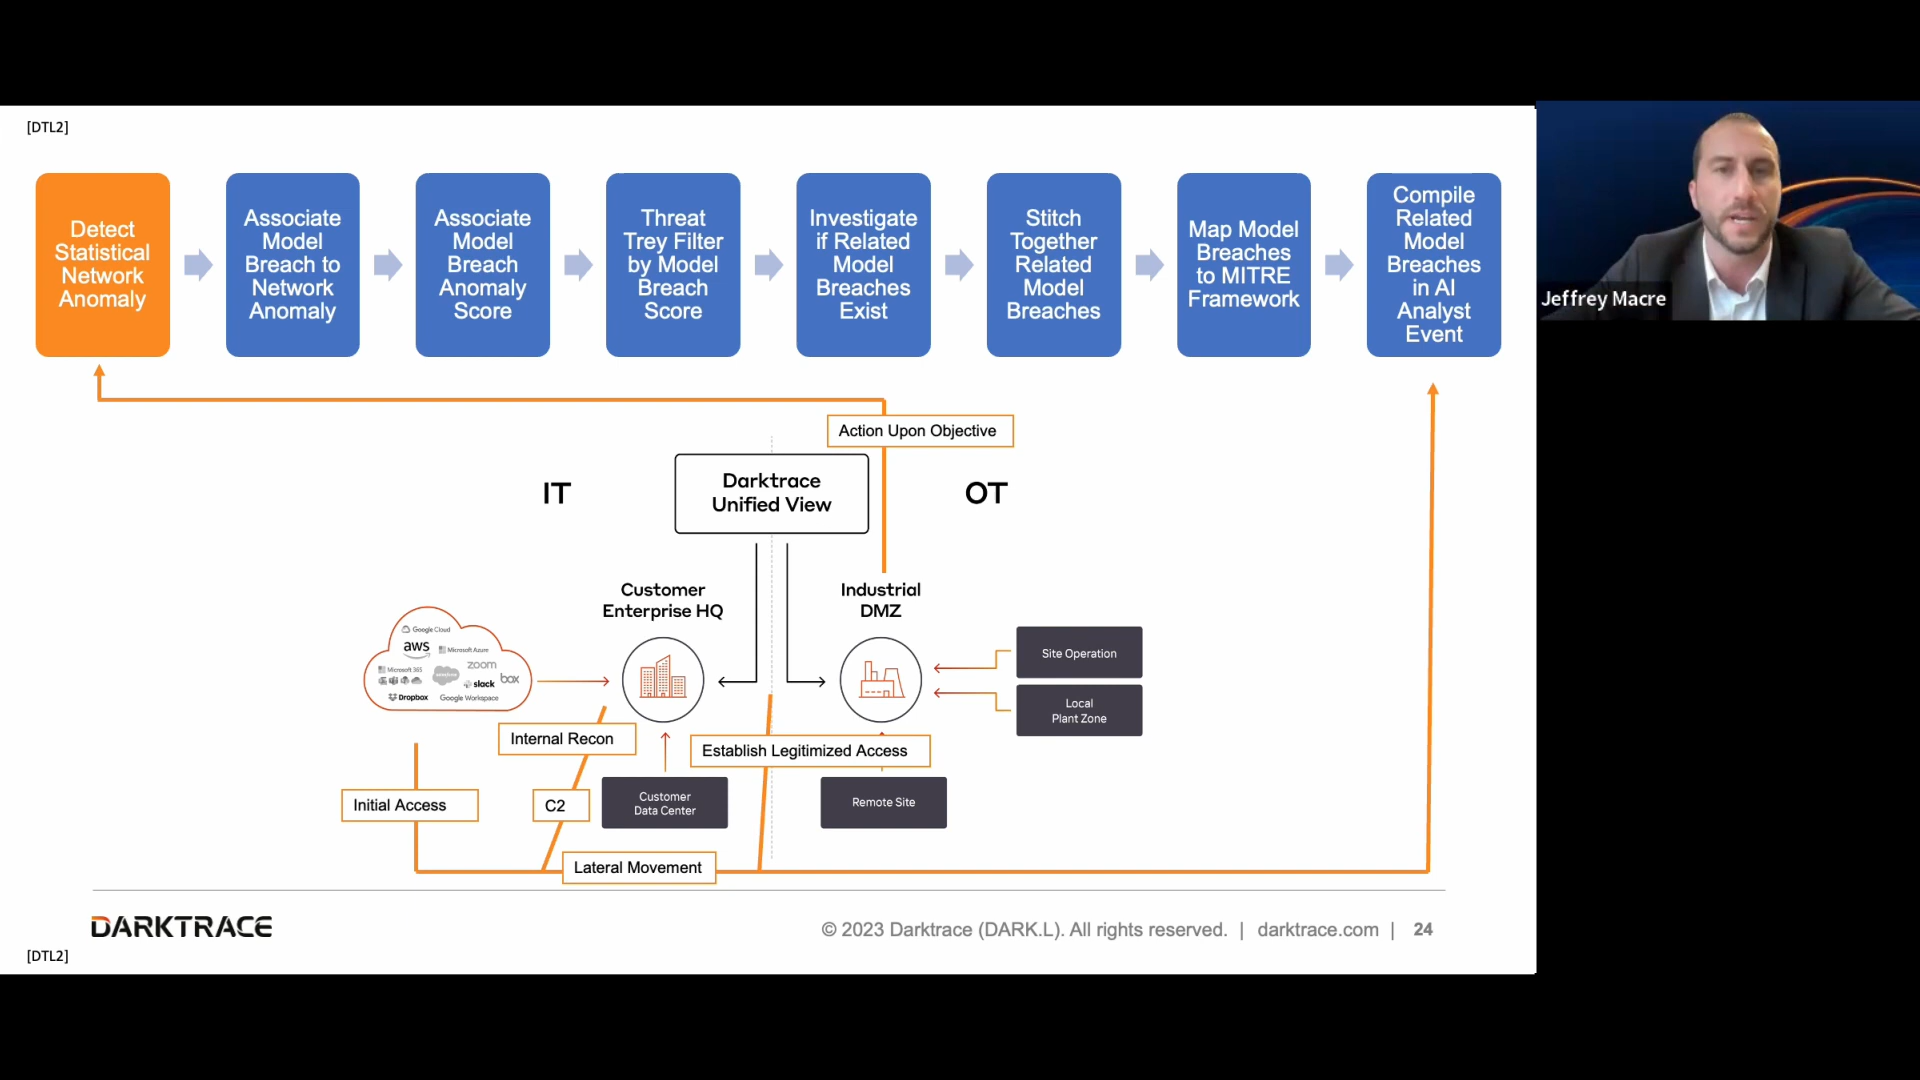 [DTL2]
Detect
Statistical
Network
Anomaly
Associate
Model
Breach to
Network
Anomaly
Associate
Model
Breach
Anomaly
Score
Threat
Trey Filter
by Model
Breach
Score
Investigate
if Related
Model
Breaches
Exist
Stitch
Together
Related
Model
Breaches
Map Model
Breaches
to MITRE
Framework
Compile
Related
Model
Breaches
in AI
Analyst
Event
Jeffrey Macre
Action Upon Objective
IT
Darktrace
Unified View
OT
Customer
Enterprise HQ
Industrial
DMZ
Google Cloud
aws
Microsoft Azure
Microsoft 365
zoom
salesforce
slack
box
Dropbox
Google Workspace
Site Operation
Local
Plant Zone
Internal Recon
Establish Legitimized Access
Initial Access
C2
Customer
Data Center
Remote Site
Lateral Movement
DARKTRACE
© 2023 Darktrace (DARK.L). All rights reserved. | darktrace.com | 24
[DTL2]